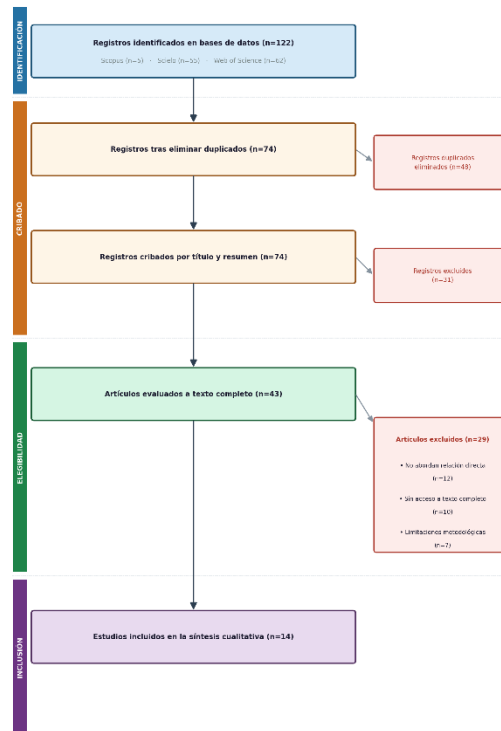 IDENTIFICACIÓN
Registros identificados en bases de datos (n=122)
Scopus (n=5) · Scielo (n=55) · Web of Science (n=62)
CRIBADO
Registros tras eliminar duplicados (n=74)
Registros duplicados
eliminados (n=48)
Registros cribados por título y resumen (n=74)
Registros excluidos
(n=31)
ELEGIBILIDAD
Artículos evaluados a texto completo (n=43)
Artículos excluidos (n=29)
• No abordan relación directa
(n=12)
• Sin acceso a texto completo
(n=10)
• Limitaciones metodológicas
(n=7)
INCLUSIÓN
Estudios incluidos en la síntesis cualitativa (n=14)